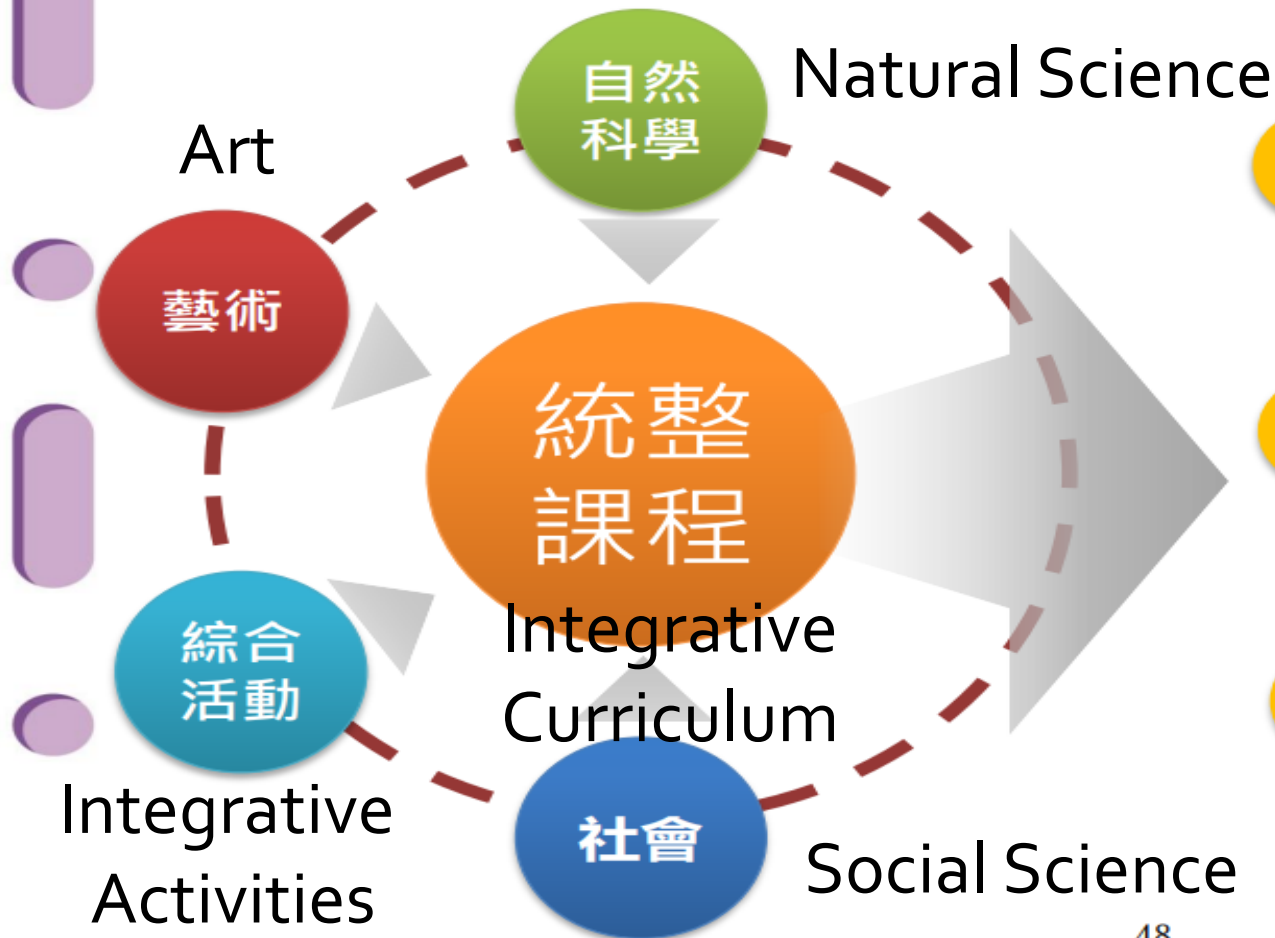 自然
科學
Natural Science
Art
藝術
統整
課程
Integrative
Curriculum
綜合
活動
Integrative
Activities
社會
Social Science
48